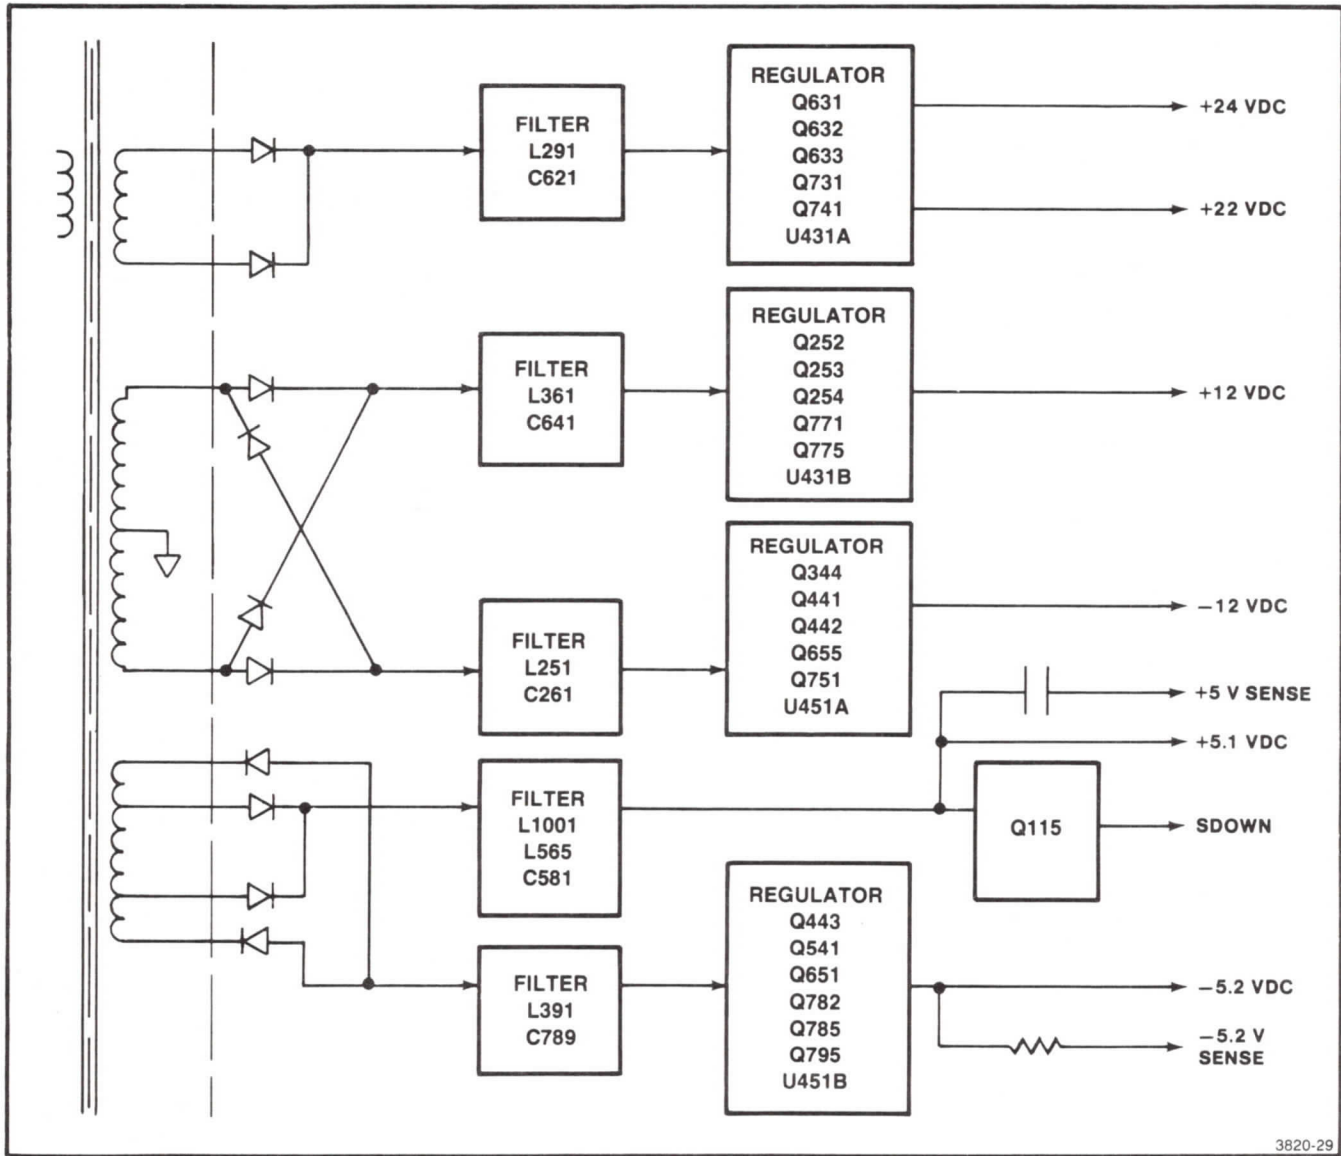 REGULATOR
Q631
Q632
Q633
Q731
Q741
U431A
FILTER
L291
C621
+24 VDC
+22 VDC
REGULATOR
Q252
Q253
Q254
Q771
Q775
U431B
FILTER
L361
C641
+12 VDC
REGULATOR
Q344
Q441
Q442
Q655
Q751
U451A
FILTER
L251
C261
−12 VDC
+5 V SENSE
+5.1 VDC
FILTER
L1001
L565
C581
Q115
SDOWN
REGULATOR
Q443
Q541
Q651
Q782
Q785
Q795
U451B
FILTER
L391
C789
−5.2 VDC
−5.2 V
SENSE
3820-29